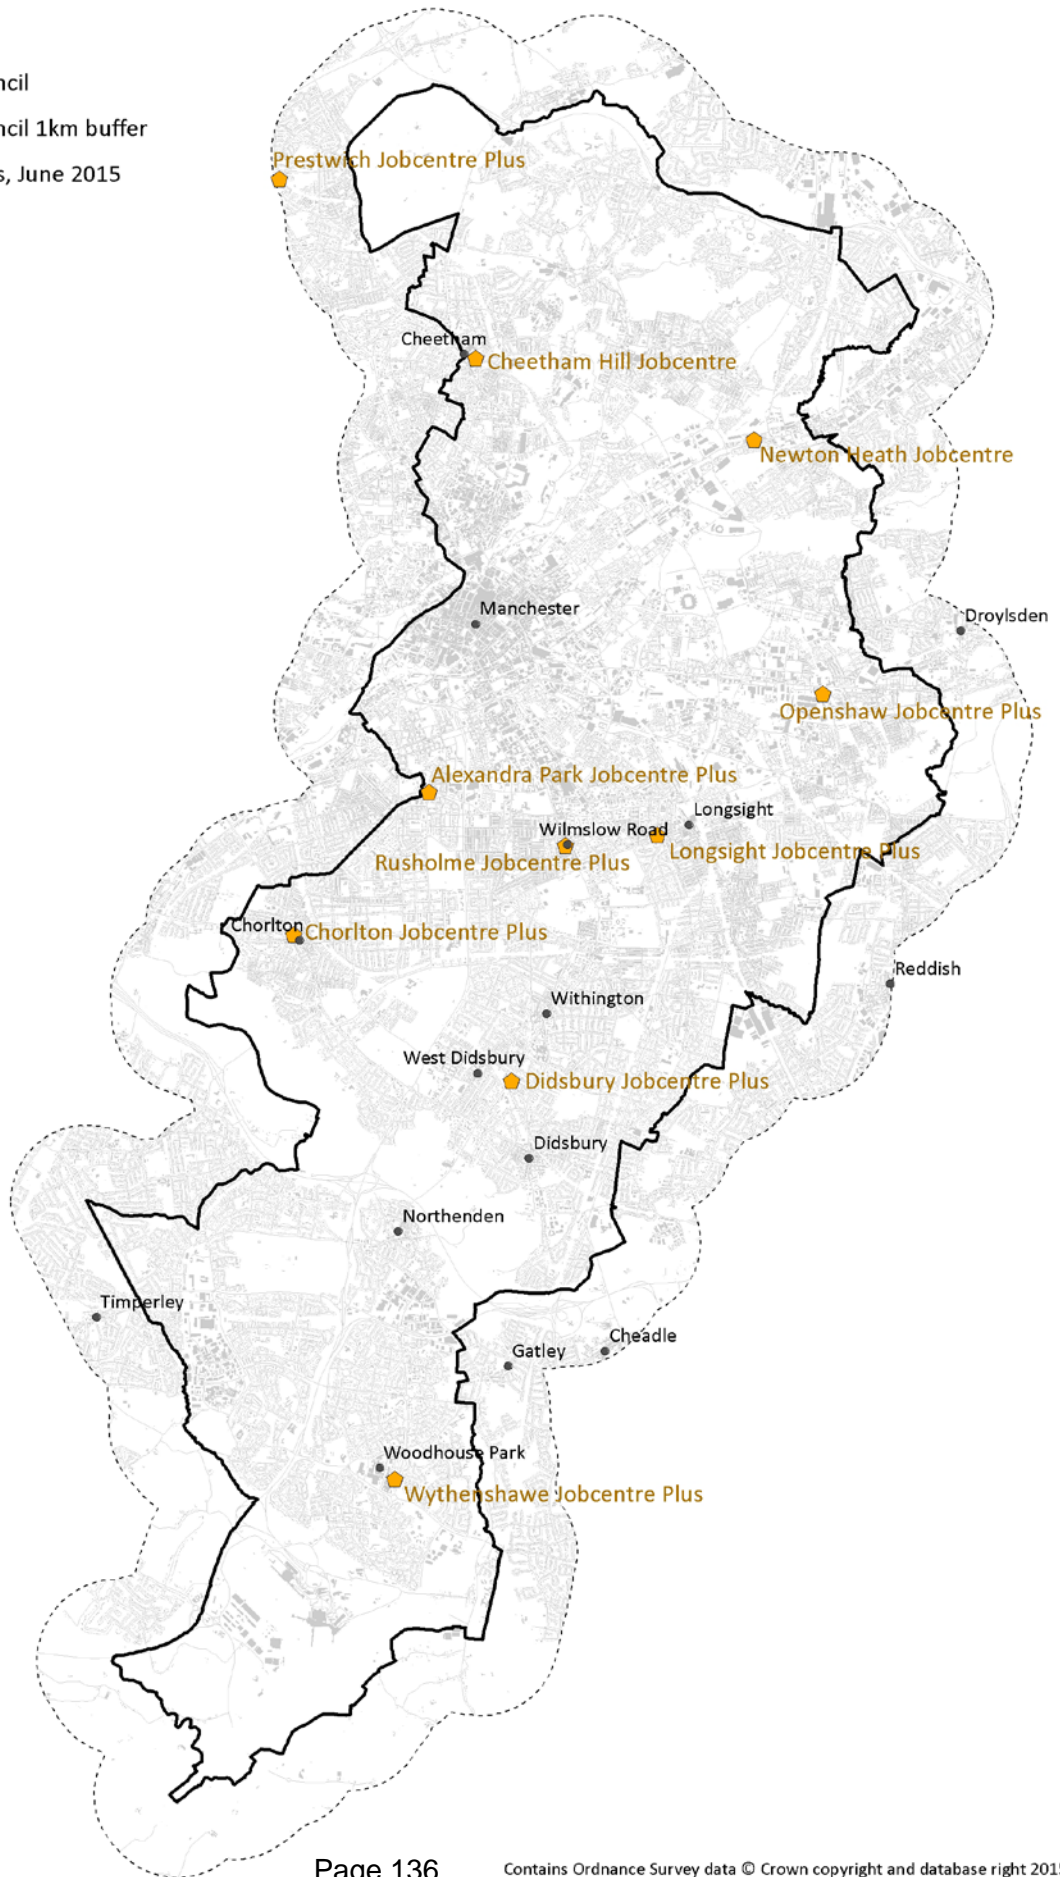 ncil
ncil 1km buffer
s, June 2015
Prestwich Jobcentre Plus
Cheetham
Cheetham Hill Jobcentre
Newton Heath Jobcentre
Manchester
Droylsden
Openshaw Jobcentre Plus
Alexandra Park Jobcentre Plus
Longsight
Wilmslow Road
Longsight Jobcentre Plus
Rusholme Jobcentre Plus
Chorlton
Chorlton Jobcentre Plus
Reddish
Withington
West Didsbury
Didsbury Jobcentre Plus
Didsbury
Northenden
Timperley
Cheadle
Gatley
Woodhouse Park
Wythenshawe Jobcentre Plus
Page 136
Contains Ordnance Survey data © Crown copyright and database right 2015